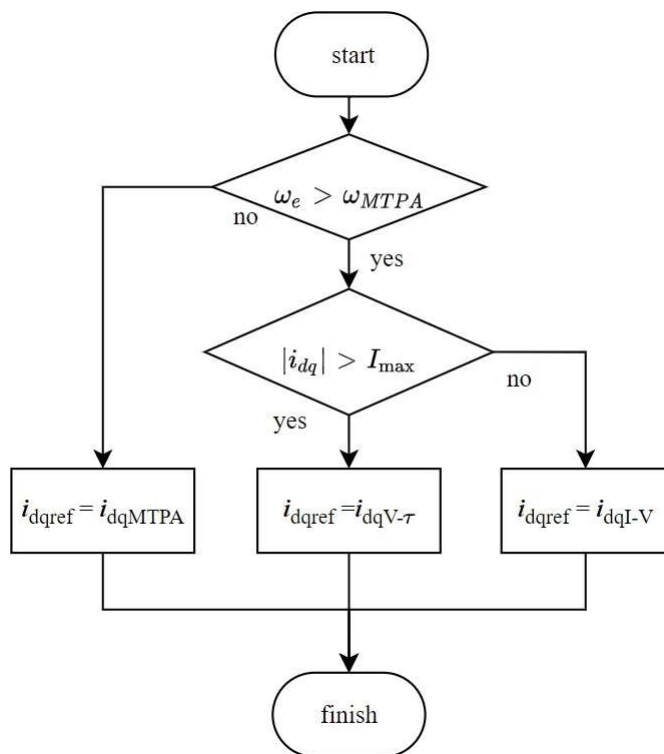 start
ω_e > ω_MTPA
no
yes
|i_dq| > I_max
no
yes
i_dqref = i_dqMTPA
i_dqref =i_dqV-τ
i_dqref = i_dqI-V
finish